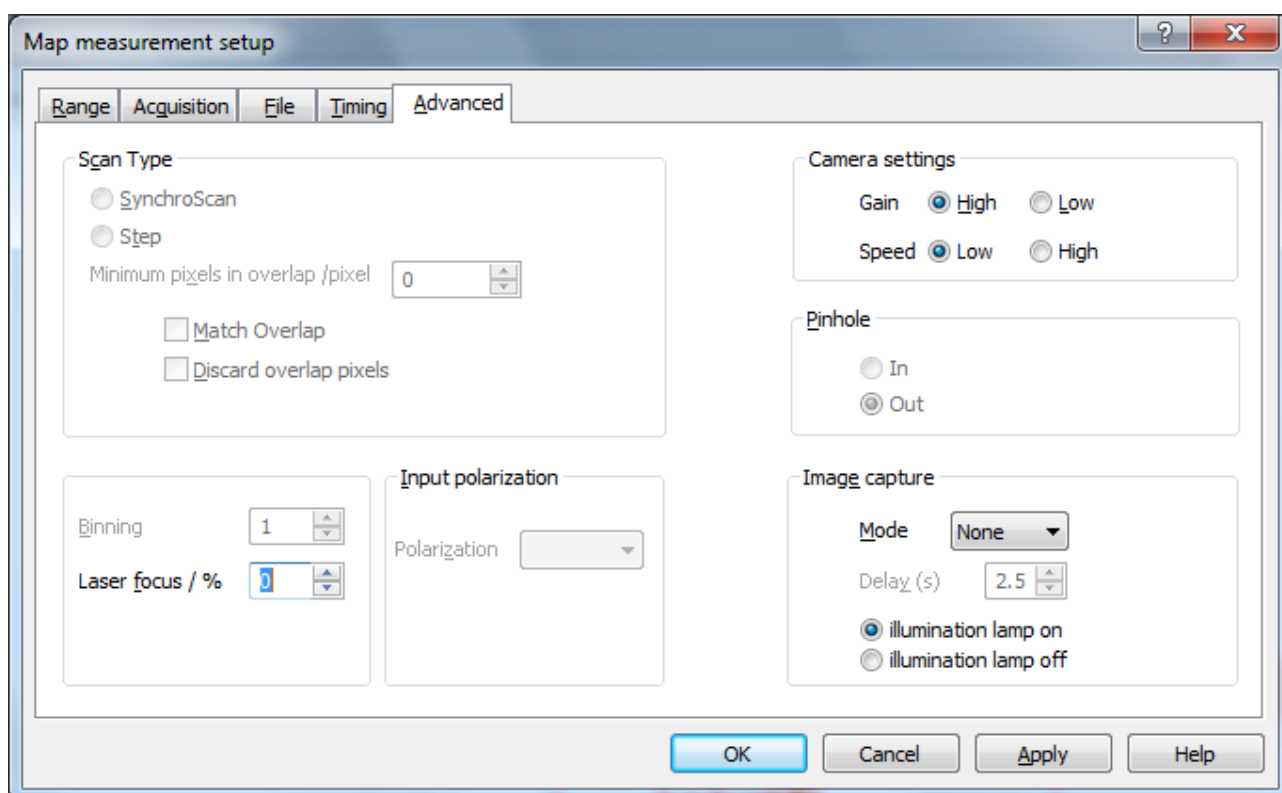 Map measurement setup
?
X
Range Acquisition File Timing Advanced
Scan Type
SynchroScan
Step
Minimum pixels in overlap /pixel 0
Match Overlap
Discard overlap pixels
Camera settings
Gain High Low
Speed Low High
Pinhole
In
Out
Binning 1
Laser focus / % 0
Input polarization
Polarization
Image capture
Mode None
Delay (s) 2.5
illumination lamp on
illumination lamp off
OK Cancel Apply Help